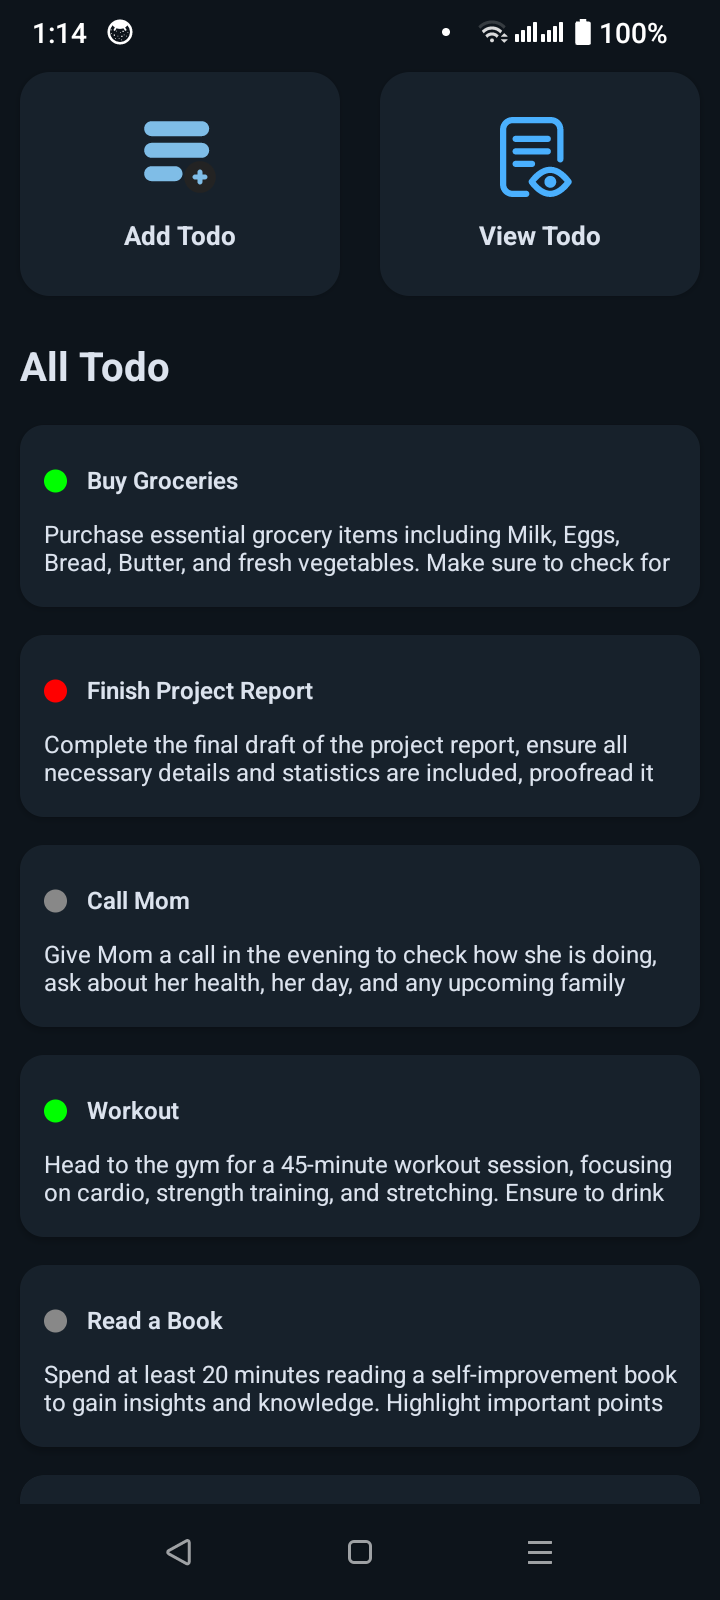 1:14
100%
Add Todo
View Todo
All Todo
Buy Groceries
Purchase essential grocery items including Milk, Eggs,
Bread, Butter, and fresh vegetables. Make sure to check for
Finish Project Report
Complete the final draft of the project report, ensure all
necessary details and statistics are included, proofread it
Call Mom
Give Mom a call in the evening to check how she is doing,
ask about her health, her day, and any upcoming family
Workout
Head to the gym for a 45-minute workout session, focusing
on cardio, strength training, and stretching. Ensure to drink
Read a Book
Spend at least 20 minutes reading a self-improvement book
to gain insights and knowledge. Highlight important points